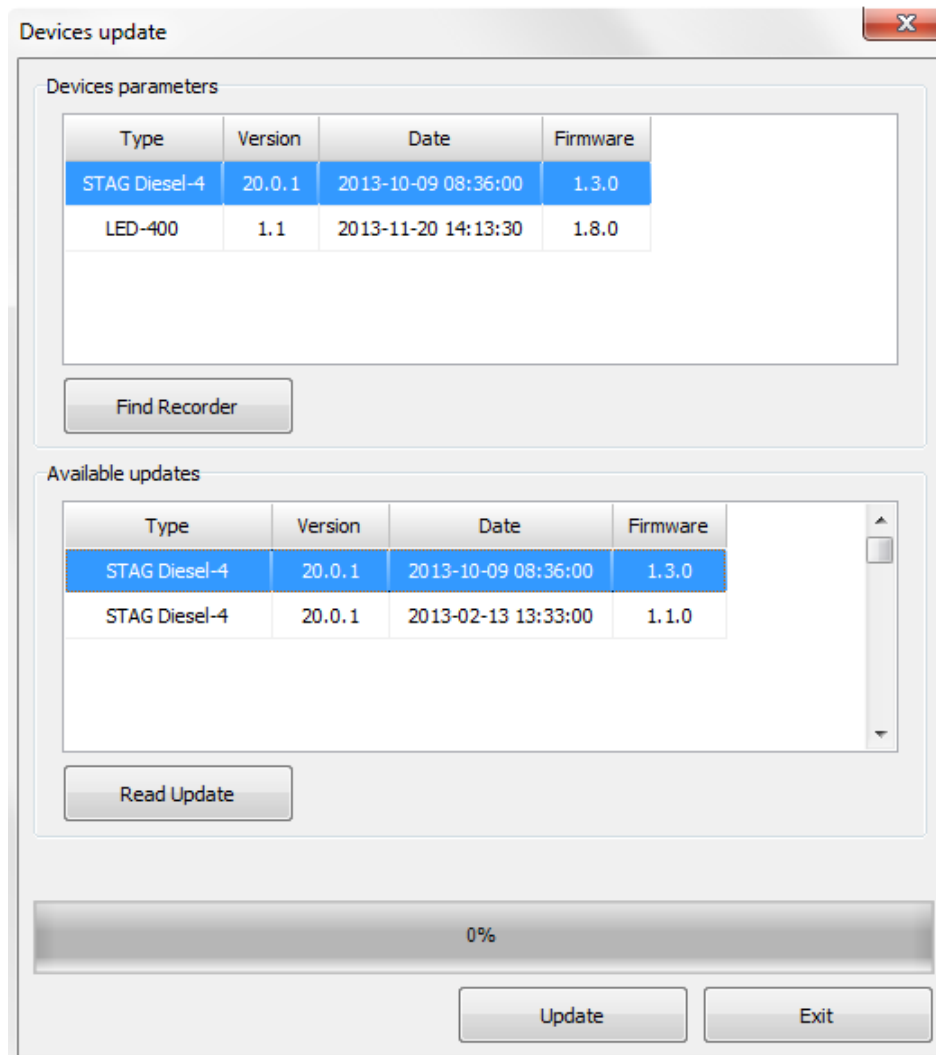 Devices update
Devices parameters
Type Version Date Firmware
STAG Diesel-4 20.0.1 2013-10-09 08:36:00 1.3.0
LED-400 1.1 2013-11-20 14:13:30 1.8.0
Find Recorder
Available updates
Type Version Date Firmware
STAG Diesel-4 20.0.1 2013-10-09 08:36:00 1.3.0
STAG Diesel-4 20.0.1 2013-02-13 13:33:00 1.1.0
Read Update
0%
Update Exit